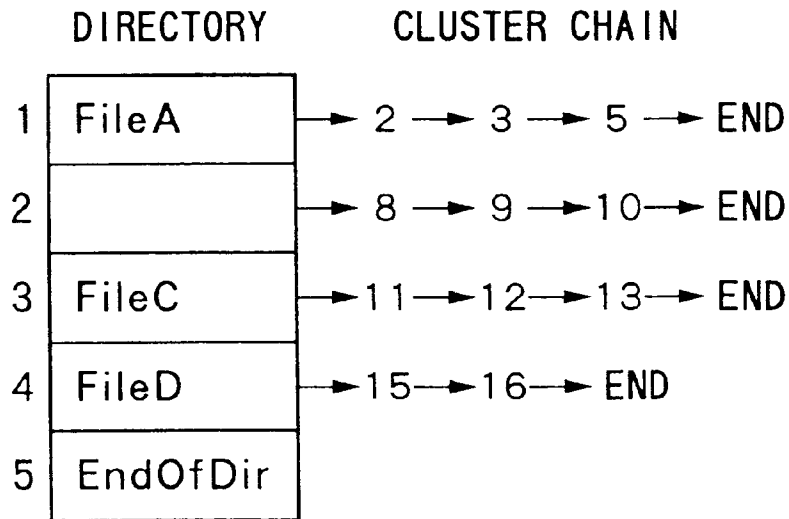 DIRECTORY CLUSTER CHAIN
1 FileA 2 3 5 END
2 8 9 10 END
3 FileC 11 12 13 END
4 FileD 15 16 END
5 EndOfDir